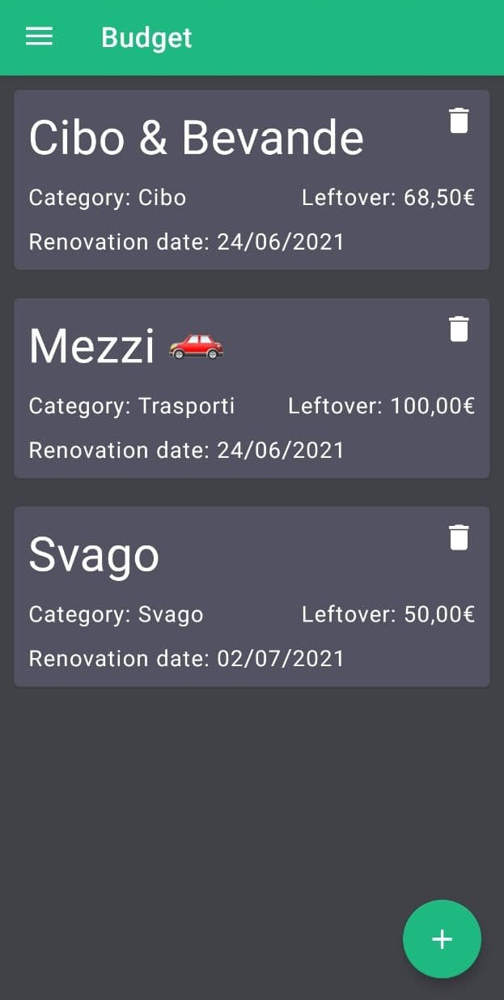 Budget
Cibo & Bevande
Category: Cibo Leftover: 68,50€
Renovation date: 24/06/2021
Mezzi 🚗
Category: Trasporti Leftover: 100,00€
Renovation date: 24/06/2021
Svago
Category: Svago Leftover: 50,00€
Renovation date: 02/07/2021
+